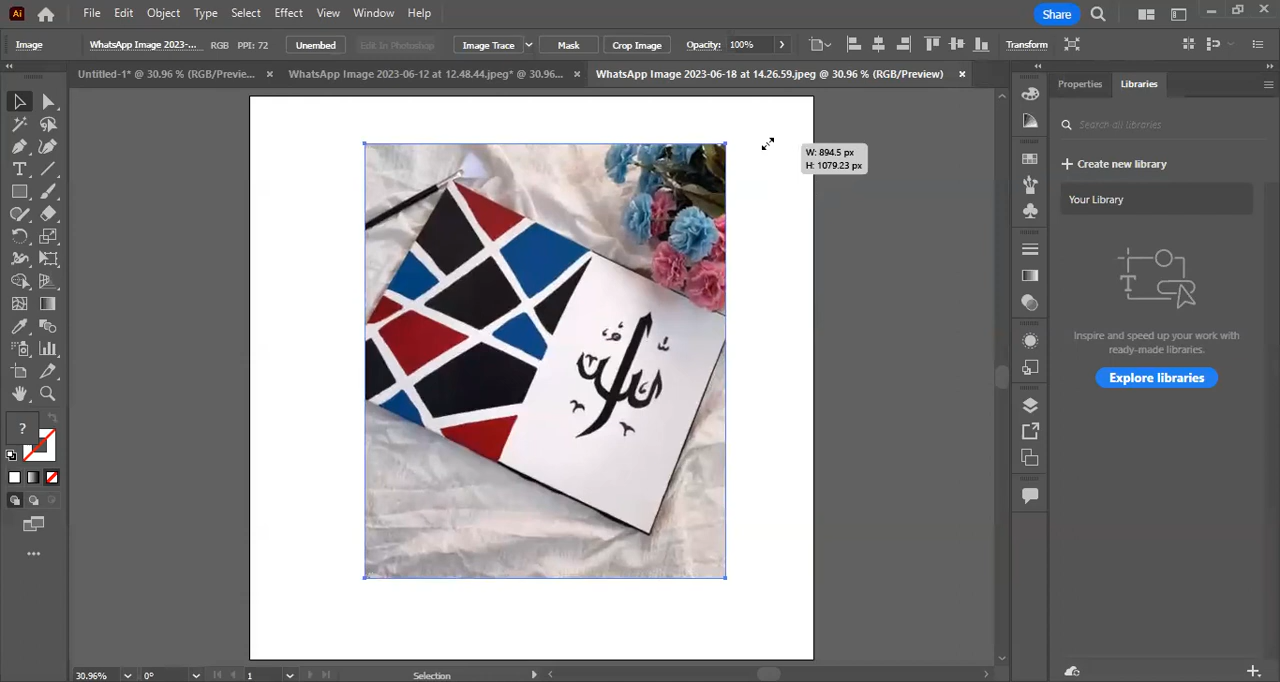 Ai File Edit Object Type Select Effect View Window Help Share
Image WhatsApp Image 2023-... RGB PPI: 72 Unembed Edit In Photoshop Image Trace Mask Crop Image Opacity: 100% Transform
Untitled-1* @ 30.96 % (RGB/Previe... WhatsApp Image 2023-06-12 at 12.48.44.jpeg* @ 30.96... WhatsApp Image 2023-06-18 at 14.26.59.jpeg @ 30.96 % (RGB/Preview)
Properties Libraries
Search all libraries
Create new library
Your Library
W: 894.5 px
H: 1079.23 px
الله
T
Inspire and speed up your work with
ready-made libraries.
Explore libraries
?
30.96% 0° 1 Selection